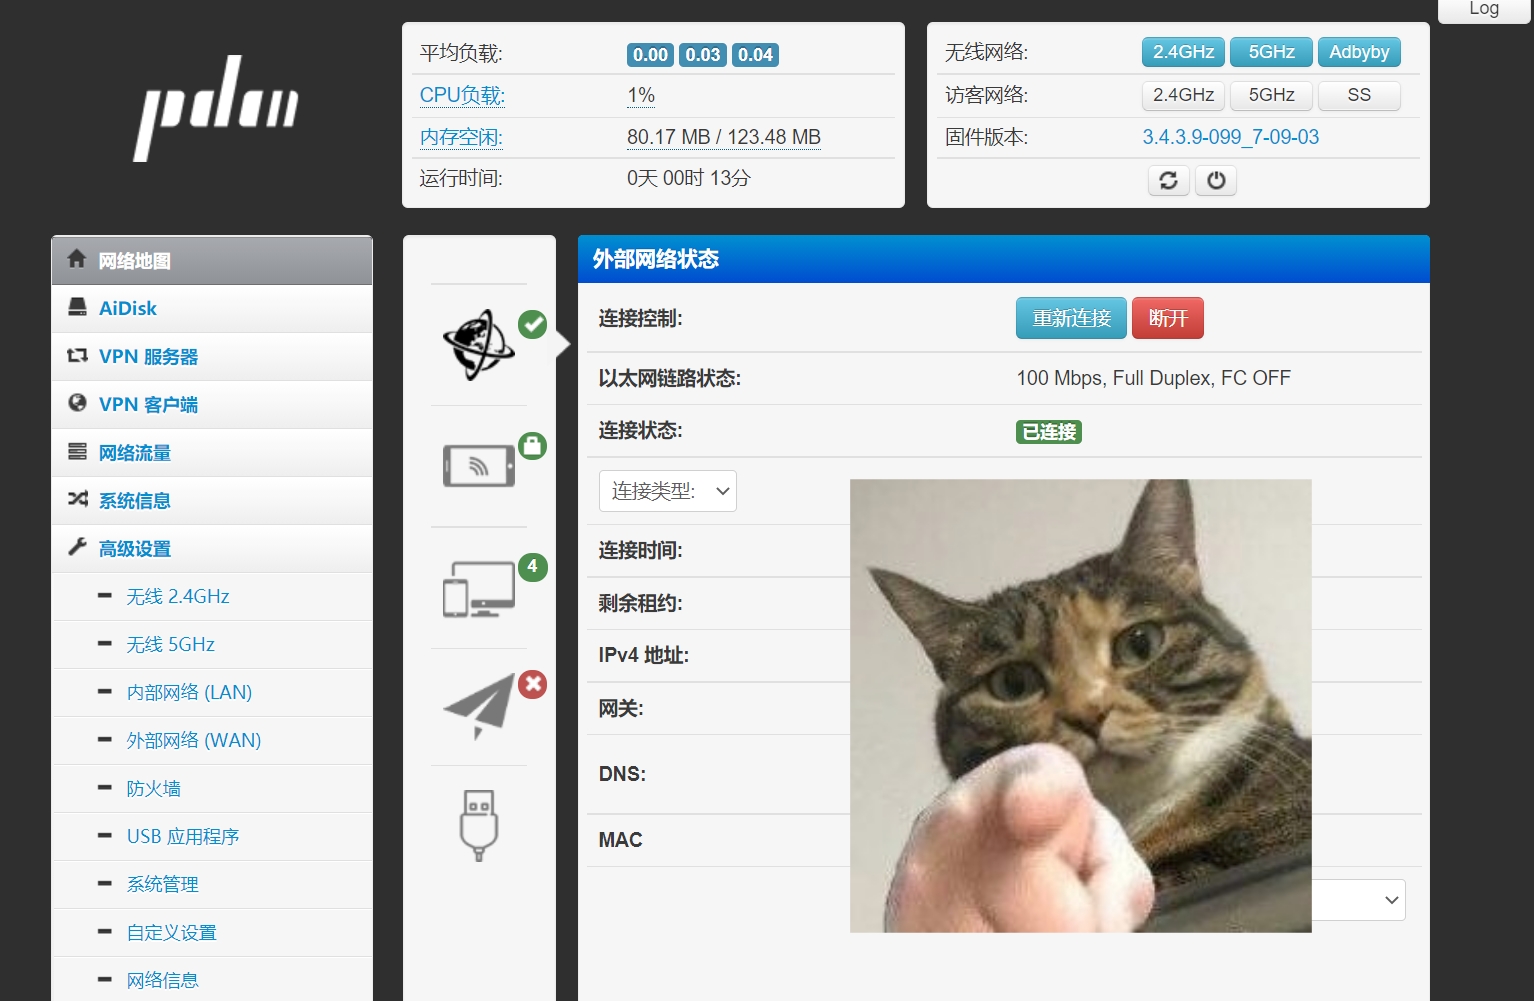 Log
pdcn
平均负载: 0.00 0.03 0.04
CPU负载: 1%
内存空闲: 80.17 MB / 123.48 MB
运行时间: 0天 00时 13分
无线网络: 2.4GHz 5GHz Adbyby
访客网络: 2.4GHz 5GHz SS
固件版本: 3.4.3.9-099_7-09-03
网络地图
AiDisk
VPN 服务器
VPN 客户端
网络流量
系统信息
高级设置
无线 2.4GHz
无线 5GHz
内部网络 (LAN)
外部网络 (WAN)
防火墙
USB 应用程序
系统管理
自定义设置
网络信息
4
外部网络状态
连接控制: 重新连接 断开
以太网链路状态: 100 Mbps, Full Duplex, FC OFF
连接状态: 已连接
连接类型:
连接时间:
剩余租约:
IPv4 地址:
网关:
DNS:
MAC